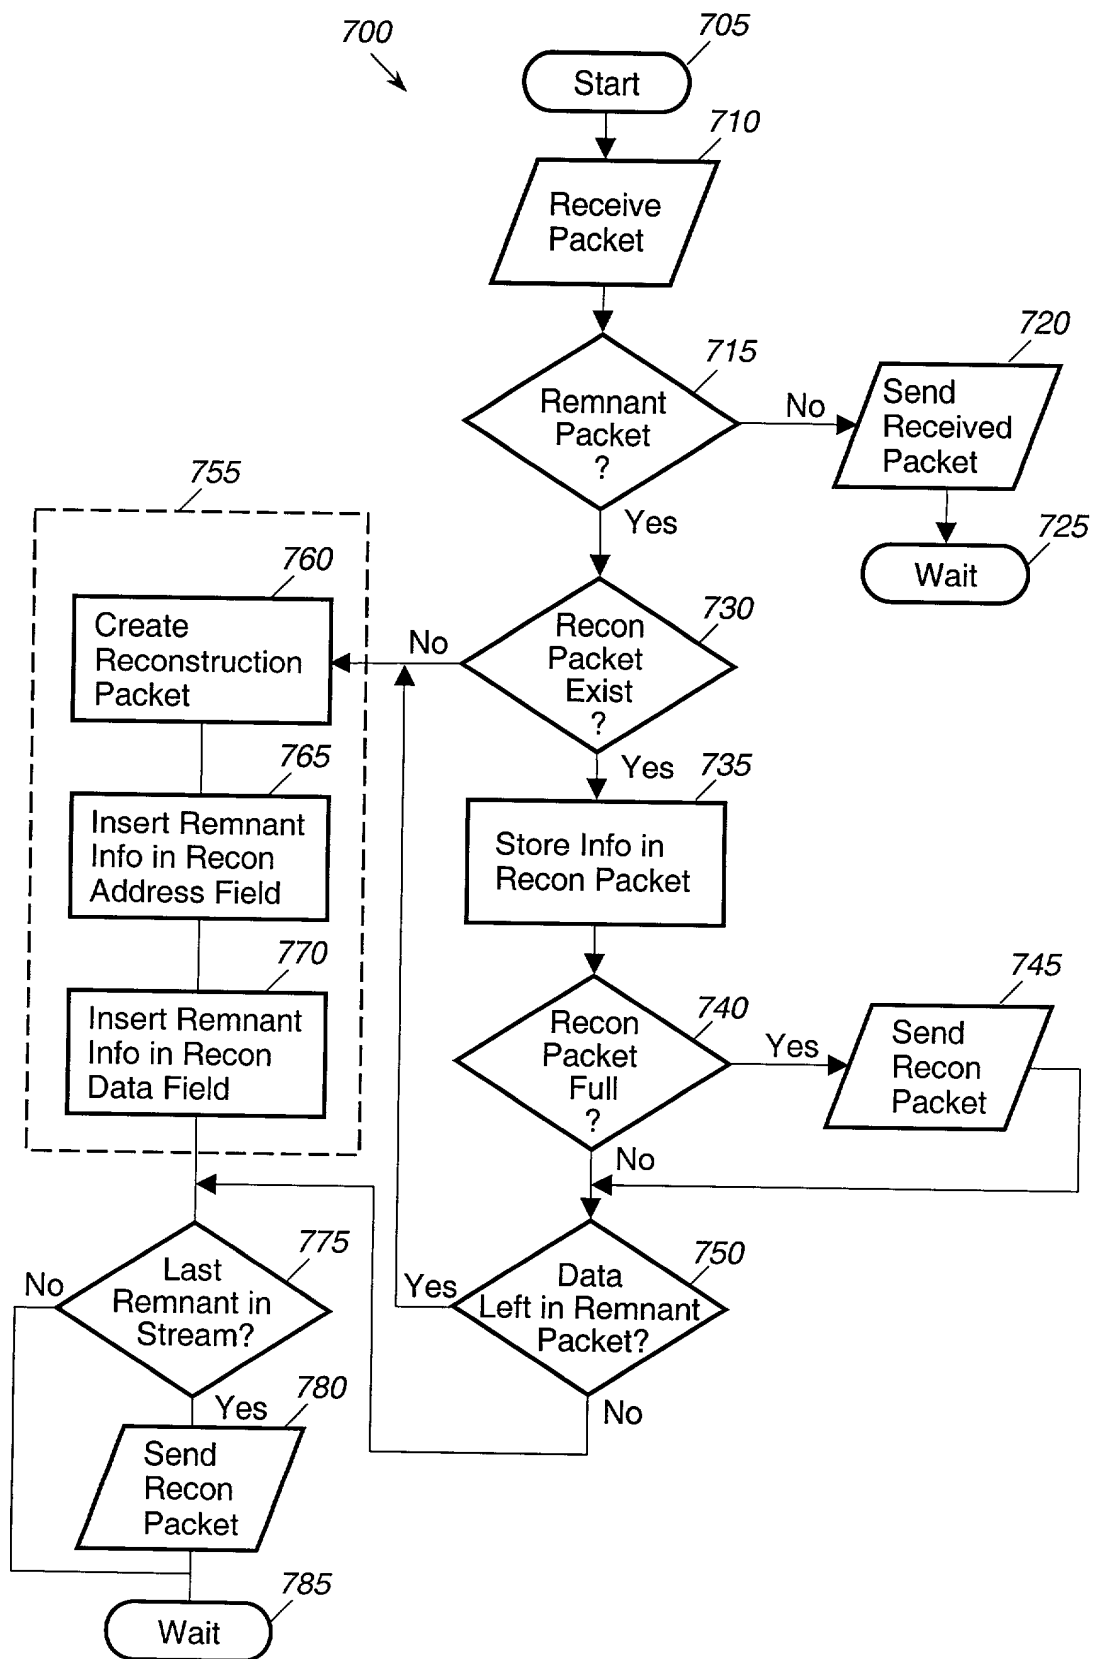 700
705
Start
710
Receive
Packet
715
Remnant
Packet
?
No
720
Send
Received
Packet
Yes
725
Wait
755
760
Create
Reconstruction
Packet
No
730
Recon
Packet
Exist
?
Yes
765
Insert Remnant
Info in Recon
Address Field
735
Store Info in
Recon Packet
770
Insert Remnant
Info in Recon
Data Field
740
Recon
Packet
Full
?
Yes
745
Send
Recon
Packet
No
775
Last
Remnant in
Stream?
No
Yes
750
Data
Left in Remnant
Packet?
Yes
No
780
Send
Recon
Packet
785
Wait